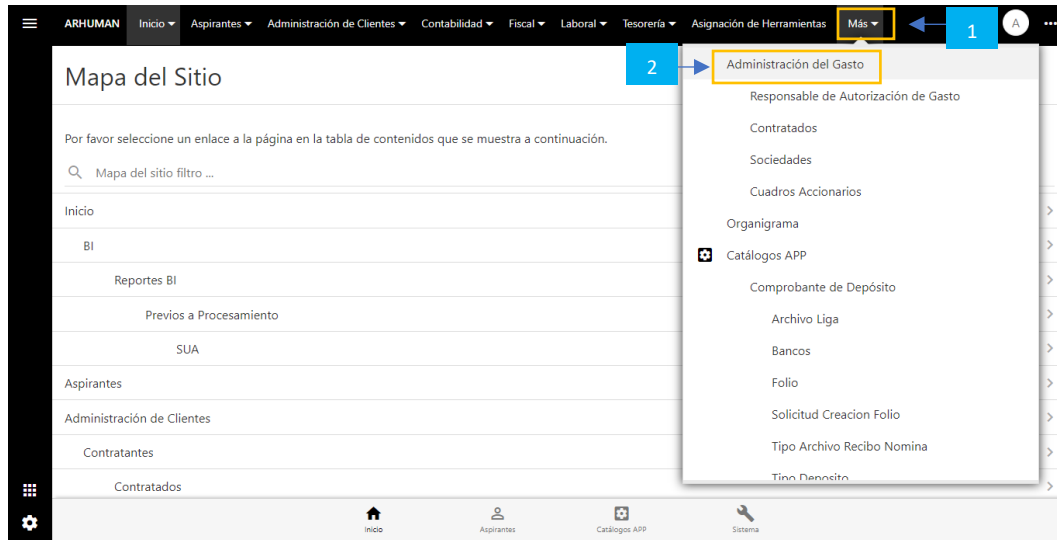 ARHUMAN Inicio Aspirantes Administración de Clientes Contabilidad Fiscal Laboral Tesorería Asignación de Herramientas Más 1 A
Mapa del Sitio
2 Administración del Gasto
Responsable de Autorización de Gasto
Contratados
Sociedades
Cuadros Accionarios
Organigrama
Catálogos APP
Comprobante de Depósito
Archivo Liga
Bancos
Folio
Solicitud Creacion Folio
Tipo Archivo Recibo Nomina
Tipo Deposito
Por favor seleccione un enlace a la página en la tabla de contenidos que se muestra a continuación.
Mapa del sitio filtro ...
Inicio
BI
Reportes BI
Previos a Procesamiento
SUA
Aspirantes
Administración de Clientes
Contratantes
Contratados
Inicio Aspirantes Catálogos APP Sistema